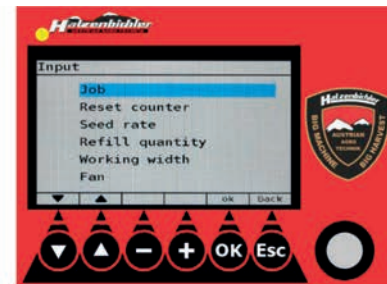 Hatzenbichler
Input
Job
Reset counter
Seed rate
Refill quantity
Working width
Fan
ok back
OK Esc
Hatzenbichler
BIG MACHINE
AUSTRIAN
AGRO
TECHNIK
BIG HARVEST